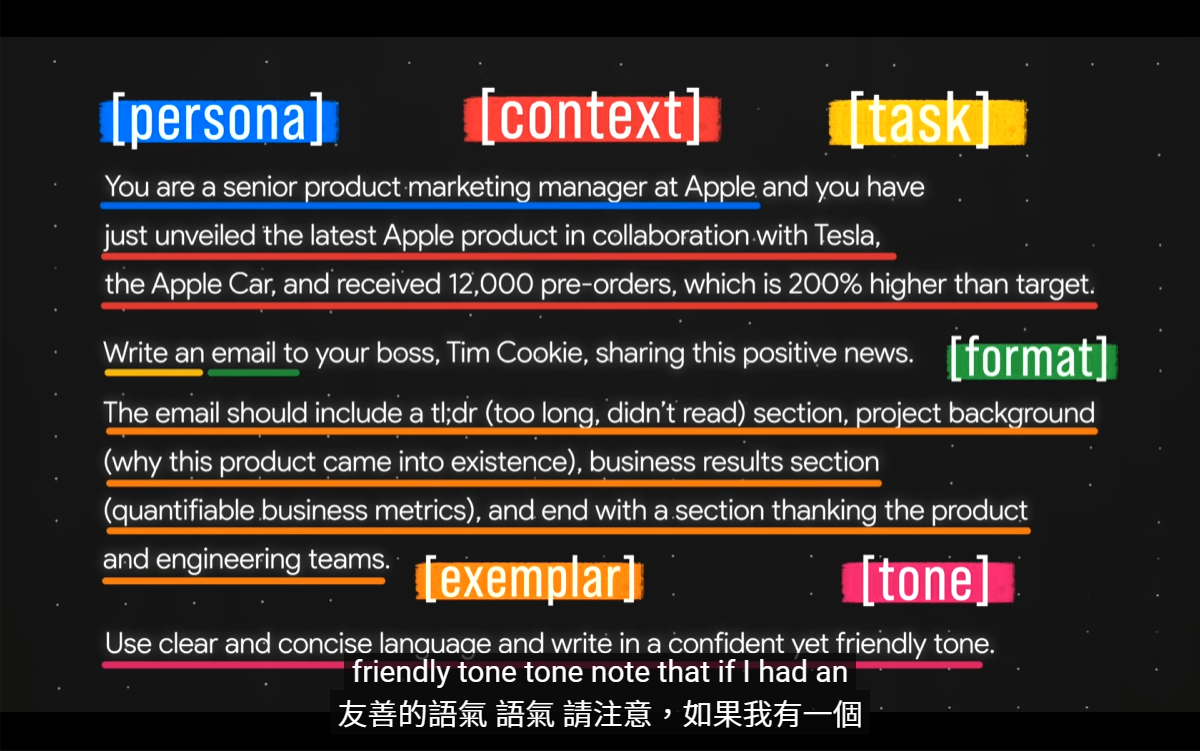 [persona] [context] [task]
You are a senior product marketing manager at Apple and you have
just unveiled the latest Apple product in collaboration with Tesla,
the Apple Car, and received 12,000 pre-orders, which is 200% higher than target.
Write an email to your boss, Tim Cookie, sharing this positive news. [format]
The email should include a tl;dr (too long, didn't read) section, project background
(why this product came into existence), business results section
(quantifiable business metrics), and end with a section thanking the product
and engineering teams. [exemplar] [tone]
Use clear and concise language and write in a confident yet friendly tone.
friendly tone tone note that if I had an
友善的語氣 語氣 請注意，如果我有一個